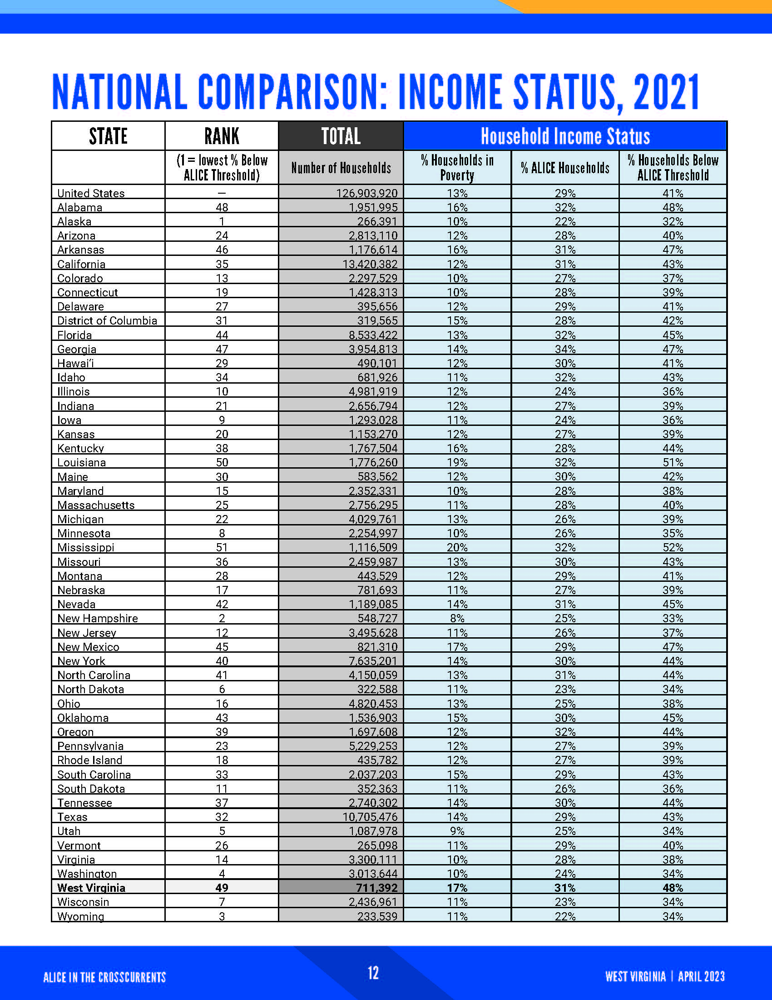 NATIONAL COMPARISON: INCOME STATUS, 2021
STATE RANK TOTAL Household Income Status
(1 = lowest % Below ALICE Threshold) Number of Households % Households in Poverty % ALICE Households % Households Below ALICE Threshold
United States — 126,903,920 13% 29% 41%
Alabama 48 1,951,995 16% 32% 48%
Alaska 1 266,391 10% 22% 32%
Arizona 24 2,813,110 12% 28% 40%
Arkansas 46 1,176,614 16% 31% 47%
California 35 13,420,382 12% 31% 43%
Colorado 13 2,297,529 10% 27% 37%
Connecticut 19 1,428,313 10% 28% 39%
Delaware 27 395,656 12% 29% 41%
District of Columbia 31 319,565 15% 28% 42%
Florida 44 8,533,422 13% 32% 45%
Georgia 47 3,954,813 14% 34% 47%
Hawaiʻi 29 490,101 12% 30% 41%
Idaho 34 681,926 11% 32% 43%
Illinois 10 4,981,919 12% 24% 36%
Indiana 21 2,656,794 12% 27% 39%
Iowa 9 1,293,028 11% 24% 36%
Kansas 20 1,153,270 12% 27% 39%
Kentucky 38 1,767,504 16% 28% 44%
Louisiana 50 1,776,260 19% 32% 51%
Maine 30 583,562 12% 30% 42%
Maryland 15 2,352,331 10% 28% 38%
Massachusetts 25 2,756,295 11% 28% 40%
Michigan 22 4,029,761 13% 26% 39%
Minnesota 8 2,254,997 10% 26% 35%
Mississippi 51 1,116,509 20% 32% 52%
Missouri 36 2,459,987 13% 30% 43%
Montana 28 443,529 12% 29% 41%
Nebraska 17 781,693 11% 27% 39%
Nevada 42 1,189,085 14% 31% 45%
New Hampshire 2 548,727 8% 25% 33%
New Jersey 12 3,495,628 11% 26% 37%
New Mexico 45 821,310 17% 29% 47%
New York 40 7,635,201 14% 30% 44%
North Carolina 41 4,150,059 13% 31% 44%
North Dakota 6 322,588 11% 23% 34%
Ohio 16 4,820,453 13% 25% 38%
Oklahoma 43 1,536,903 15% 30% 45%
Oregon 39 1,697,608 12% 32% 44%
Pennsylvania 23 5,229,253 12% 27% 39%
Rhode Island 18 435,782 12% 27% 39%
South Carolina 33 2,037,203 15% 29% 43%
South Dakota 11 352,363 11% 26% 36%
Tennessee 37 2,740,302 14% 30% 44%
Texas 32 10,705,476 14% 29% 43%
Utah 5 1,087,978 9% 25% 34%
Vermont 26 265,098 11% 29% 40%
Virginia 14 3,300,111 10% 28% 38%
Washington 4 3,013,644 10% 24% 34%
West Virginia 49 711,392 17% 31% 48%
Wisconsin 7 2,436,961 11% 23% 34%
Wyoming 3 233,539 11% 22% 34%
ALICE IN THE CROSSCURRENTS 12 WEST VIRGINIA | APRIL 2023